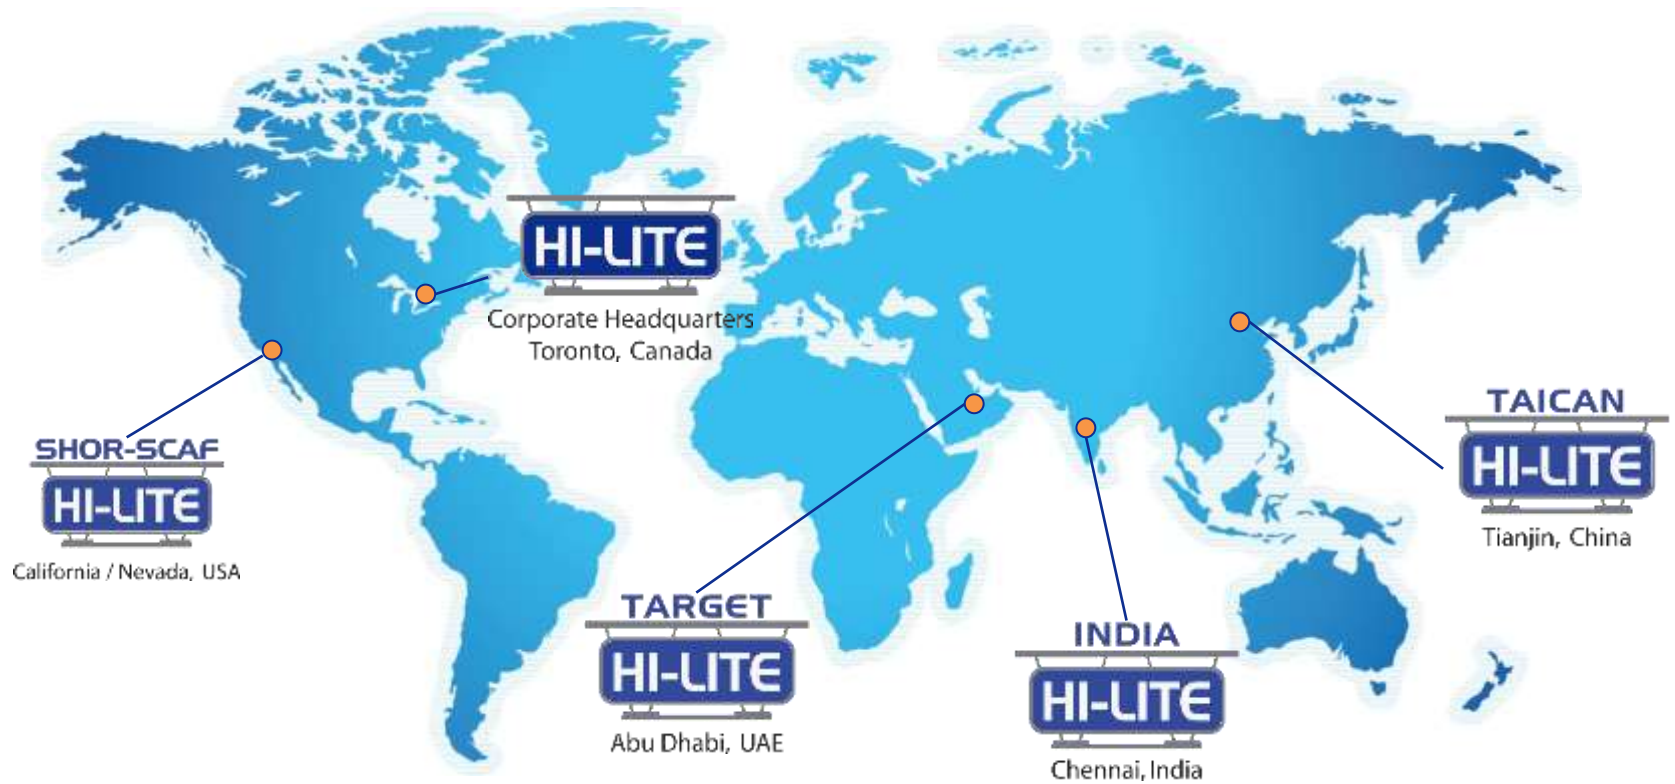 HI-LITE
Corporate Headquarters
Toronto, Canada
SHOR-SCAF
HI-LITE
California / Nevada, USA
TARGET
HI-LITE
Abu Dhabi, UAE
INDIA
HI-LITE
Chennai, India
TAICAN
HI-LITE
Tianjin, China